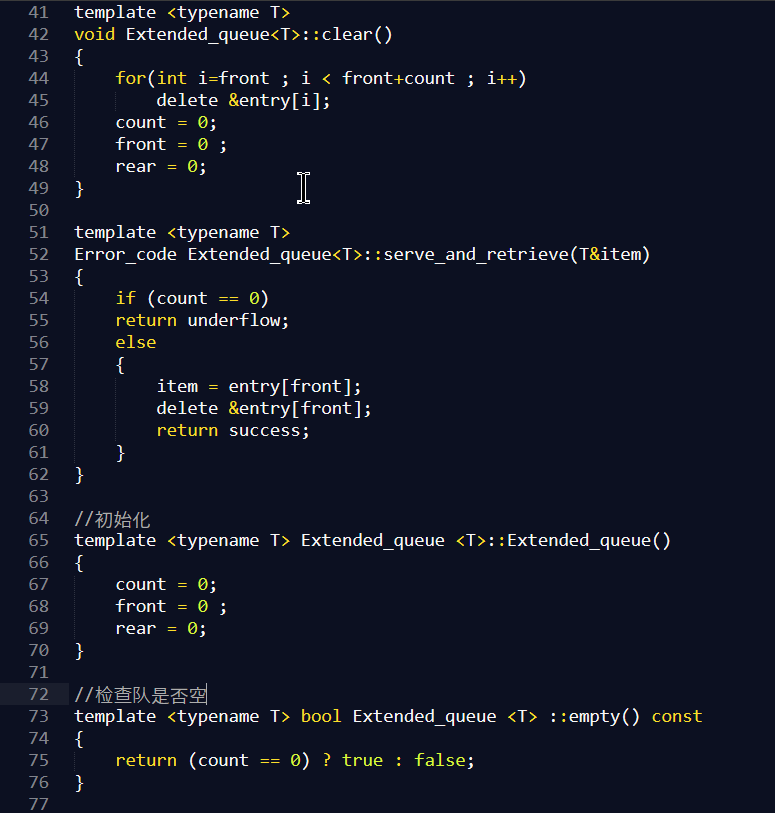 41 template <typename T>
42 void Extended_queue<T>::clear()
43 {
44     for(int i=front ; i < front+count ; i++)
45         delete &entry[i];
46     count = 0;
47     front = 0 ;
48     rear = 0;
49 }
50
51 template <typename T>
52 Error_code Extended_queue<T>::serve_and_retrieve(T&item)
53 {
54     if (count == 0)
55     return underflow;
56     else
57     {
58         item = entry[front];
59         delete &entry[front];
60         return success;
61     }
62 }
63
64 //初始化
65 template <typename T> Extended_queue <T>::Extended_queue()
66 {
67     count = 0;
68     front = 0 ;
69     rear = 0;
70 }
71
72 //检查队是否空
73 template <typename T> bool Extended_queue <T> ::empty() const
74 {
75     return (count == 0) ? true : false;
76 }
77